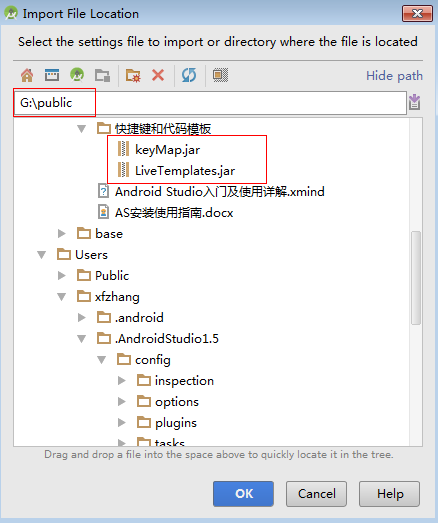 Import File Location
Select the settings file to import or directory where the file is located
Hide path
G:\public
快捷键和代码模板
keyMap.jar
LiveTemplates.jar
Android Studio入门及使用详解.xmind
AS安装使用指南.docx
base
Users
Public
xfzhang
.android
.AndroidStudio1.5
config
inspection
options
plugins
tasks
Drag and drop a file into the space above to quickly locate it in the tree.
OK
Cancel
Help